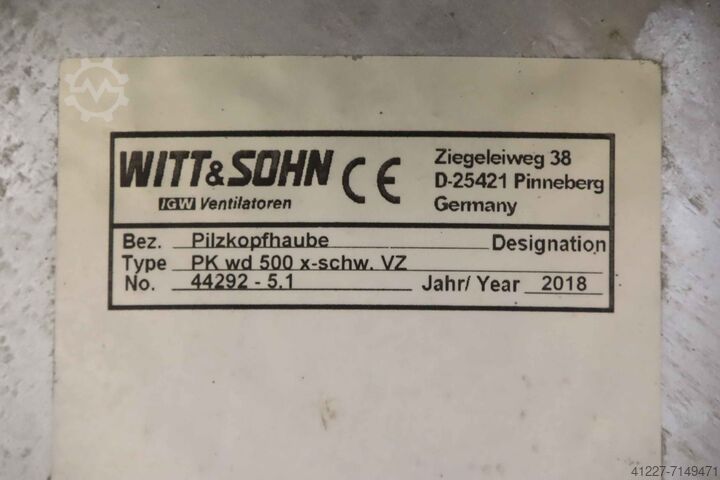 WITT&SOHN CE Ziegeleiweg 38
D-25421 Pinneberg
IGW Ventilatoren Germany
Bez. Pilzkopfhaube Designation
Type PK wd 500 x-schw. VZ
No. 44292 - 5.1 Jahr/ Year 2018
41227-7149471